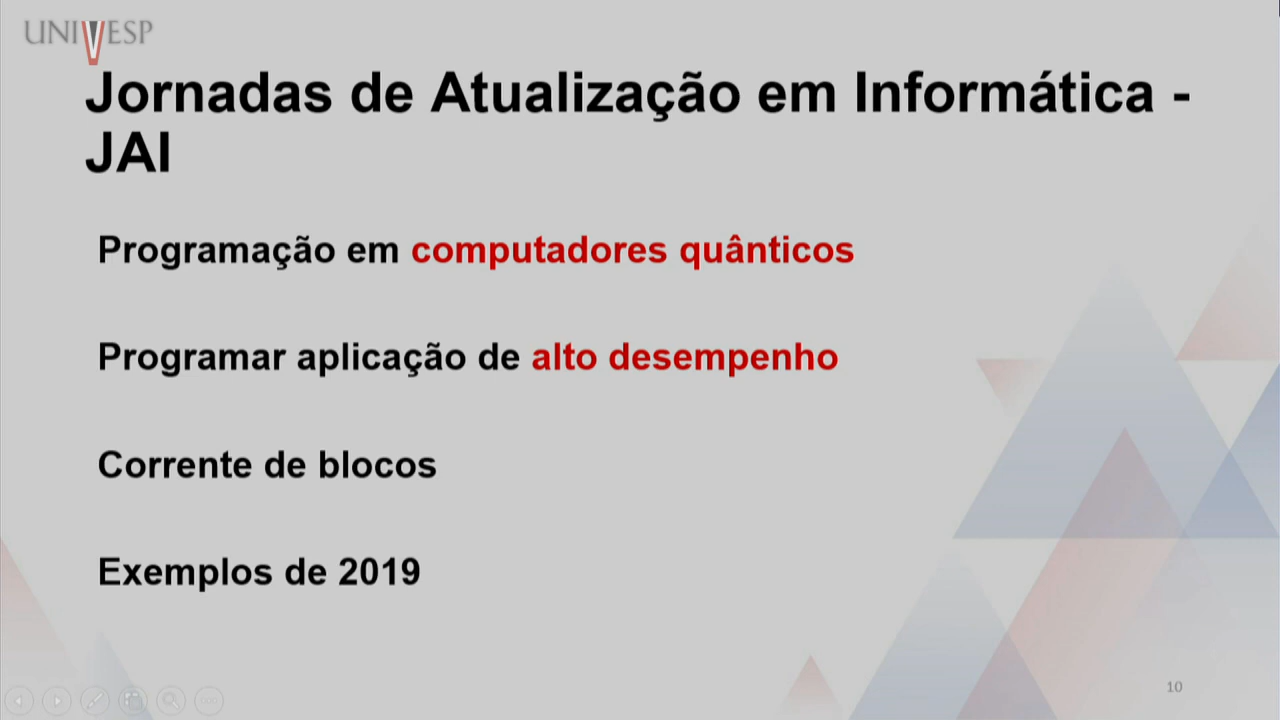 UNIVESP
Jornadas de Atualização em Informática -
JAI
Programação em computadores quânticos
Programar aplicação de alto desempenho
Corrente de blocos
Exemplos de 2019
10